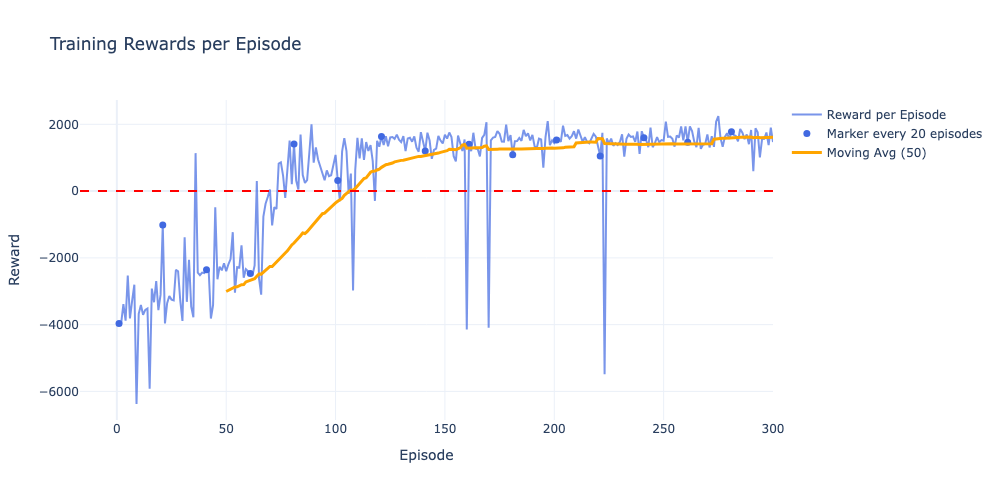 Training Rewards per Episode
Reward per Episode
Marker every 20 episodes
Moving Avg (50)
2000
0
−2000
−4000
−6000
Reward
0 50 100 150 200 250 300
Episode